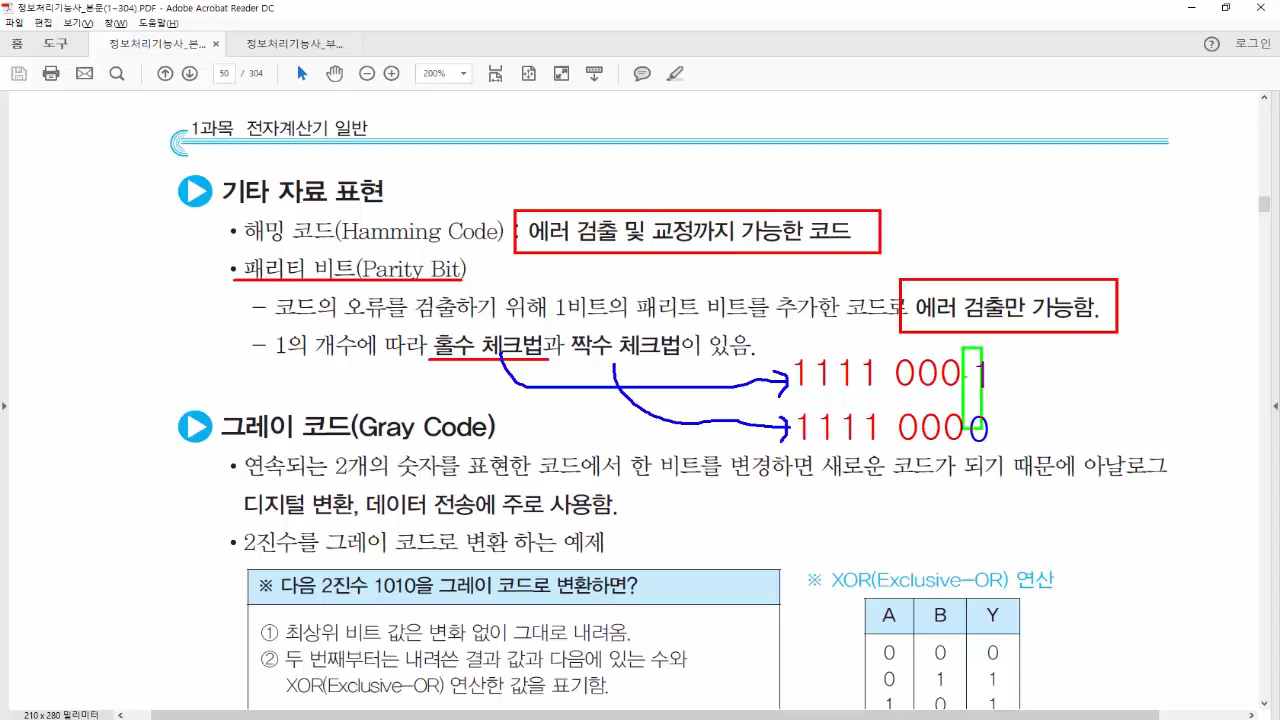 정보처리기능사_본문(1~304).PDF - Adobe Acrobat Reader DC
파일 편집 보기(V) 창(W) 도움말(H)
홈 도구 정보처리기능사_본... × 정보처리기능사_부... ? 로그인
50 / 304 200%
1과목 전자계산기 일반
기타 자료 표현
• 해밍 코드(Hamming Code) : 에러 검출 및 교정까지 가능한 코드
• 패리티 비트(Parity Bit)
- 코드의 오류를 검출하기 위해 1비트의 패리트 비트를 추가한 코드로 에러 검출만 가능함.
- 1의 개수에 따라 홀수 체크법과 짝수 체크법이 있음.
1111 000 1
1111 000 0
그레이 코드(Gray Code)
• 연속되는 2개의 숫자를 표현한 코드에서 한 비트를 변경하면 새로운 코드가 되기 때문에 아날로그
디지털 변환, 데이터 전송에 주로 사용함.
• 2진수를 그레이 코드로 변환 하는 예제
※ 다음 2진수 1010을 그레이 코드로 변환하면?
① 최상위 비트 값은 변화 없이 그대로 내려옴.
② 두 번째부터는 내려쓴 결과 값과 다음에 있는 수와
XOR(Exclusive-OR) 연산한 값을 표기함.
※ XOR(Exclusive-OR) 연산
A B Y
0 0 0
0 1 1
1 0 1
210 x 280 밀리미터